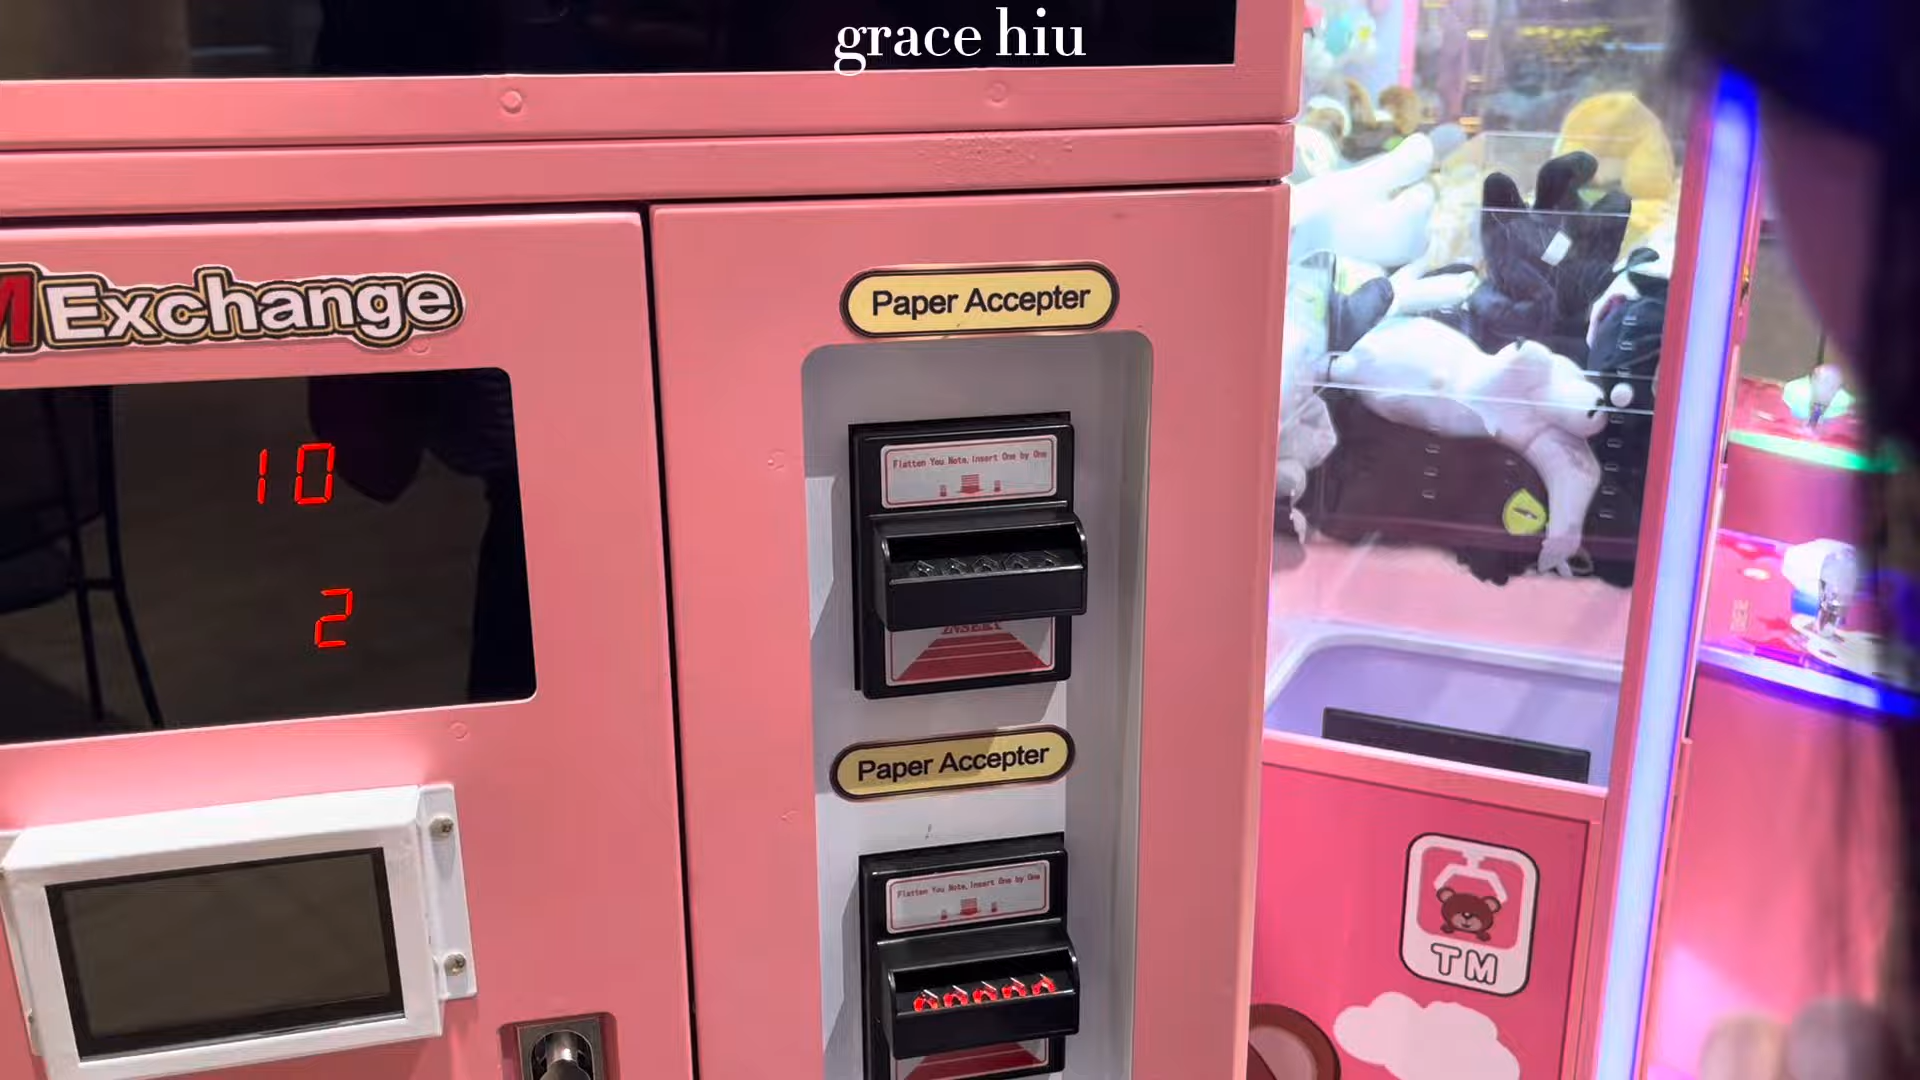 grace hiu
Exchange
10
2
Paper Accepter
Flatten You Note,Insert One by One
INSERT
Paper Accepter
Flatten You Note,Insert One by One
TM